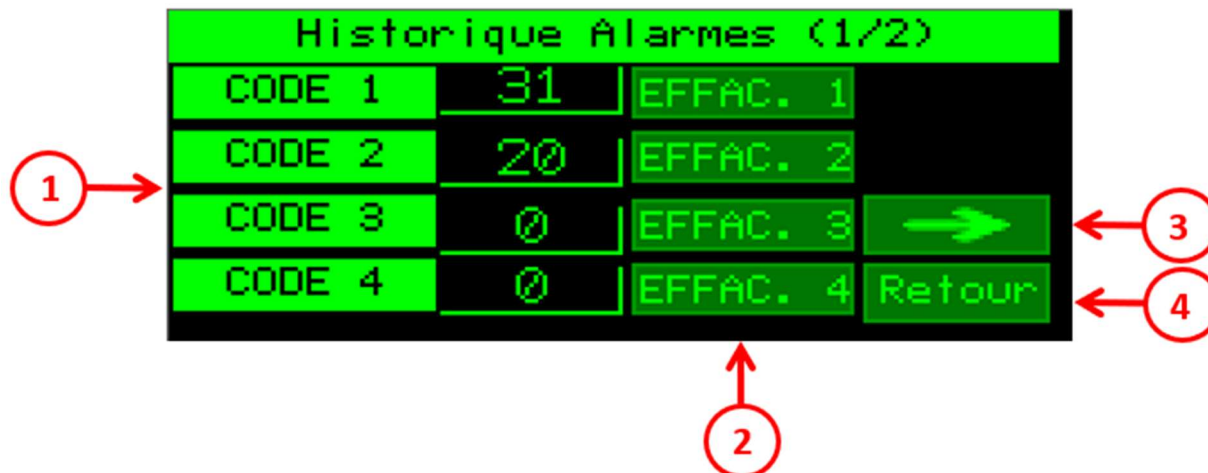 Historique Alarmes (1/2)
CODE 1 31 EFFAC. 1
CODE 2 20 EFFAC. 2
1
CODE 3 0 EFFAC. 3
3
CODE 4 0 EFFAC. 4 Retour
4
2